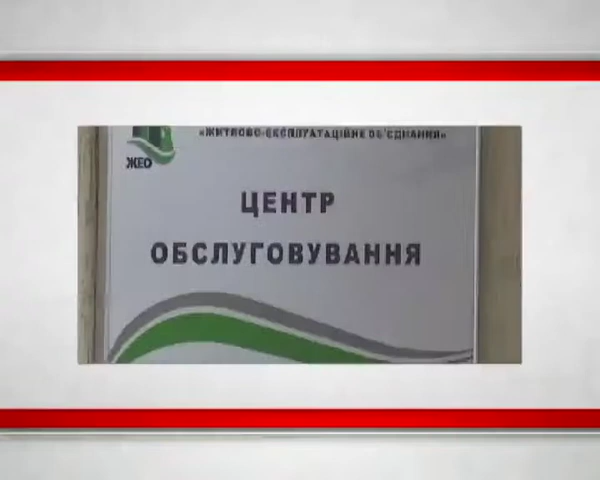 «ЖИТЛОВО-ЕКСПЛУАТАЦІЙНЕ ОБ'ЄДНАННЯ»
ЖЕО
ЦЕНТР
ОБСЛУГОВУВАННЯ